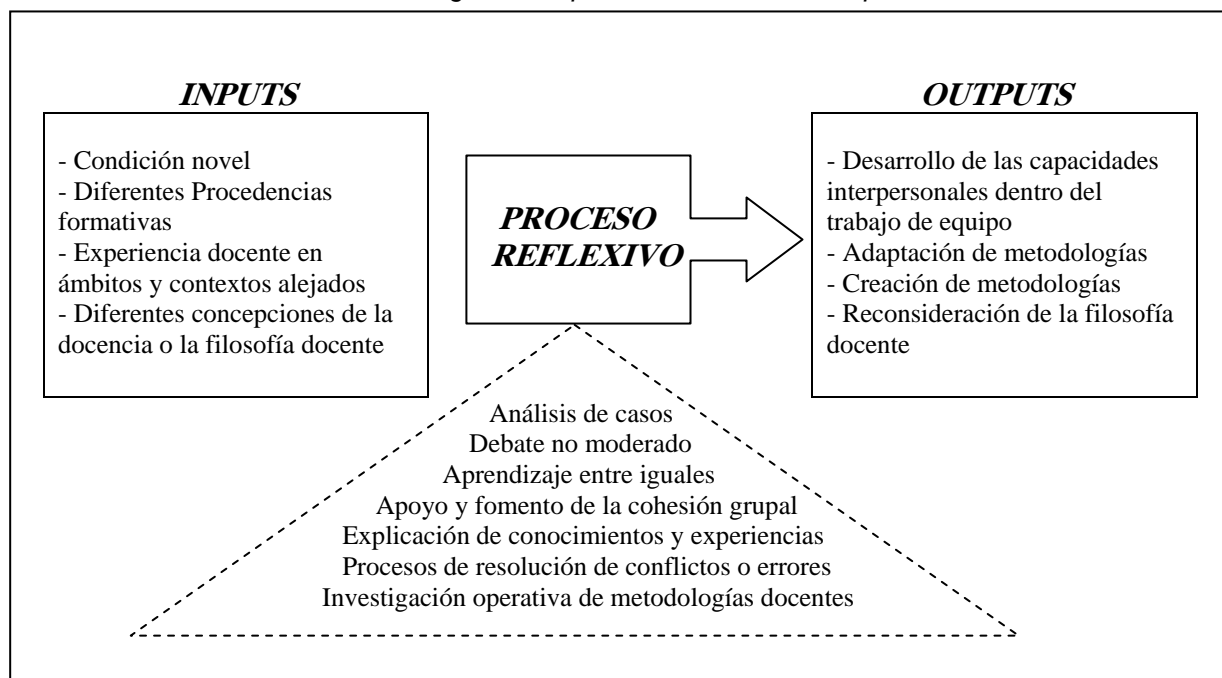 INPUTS
- Condición novel
- Diferentes Procedencias
formativas
- Experiencia docente en
ámbitos y contextos alejados
- Diferentes concepciones de la
docencia o la filosofía docente
PROCESO
REFLEXIVO
OUTPUTS
- Desarrollo de las capacidades
interpersonales dentro del
trabajo de equipo
- Adaptación de metodologías
- Creación de metodologías
- Reconsideración de la filosofía
docente
Análisis de casos
Debate no moderado
Aprendizaje entre iguales
Apoyo y fomento de la cohesión grupal
Explicación de conocimientos y experiencias
Procesos de resolución de conflictos o errores
Investigación operativa de metodologías docentes